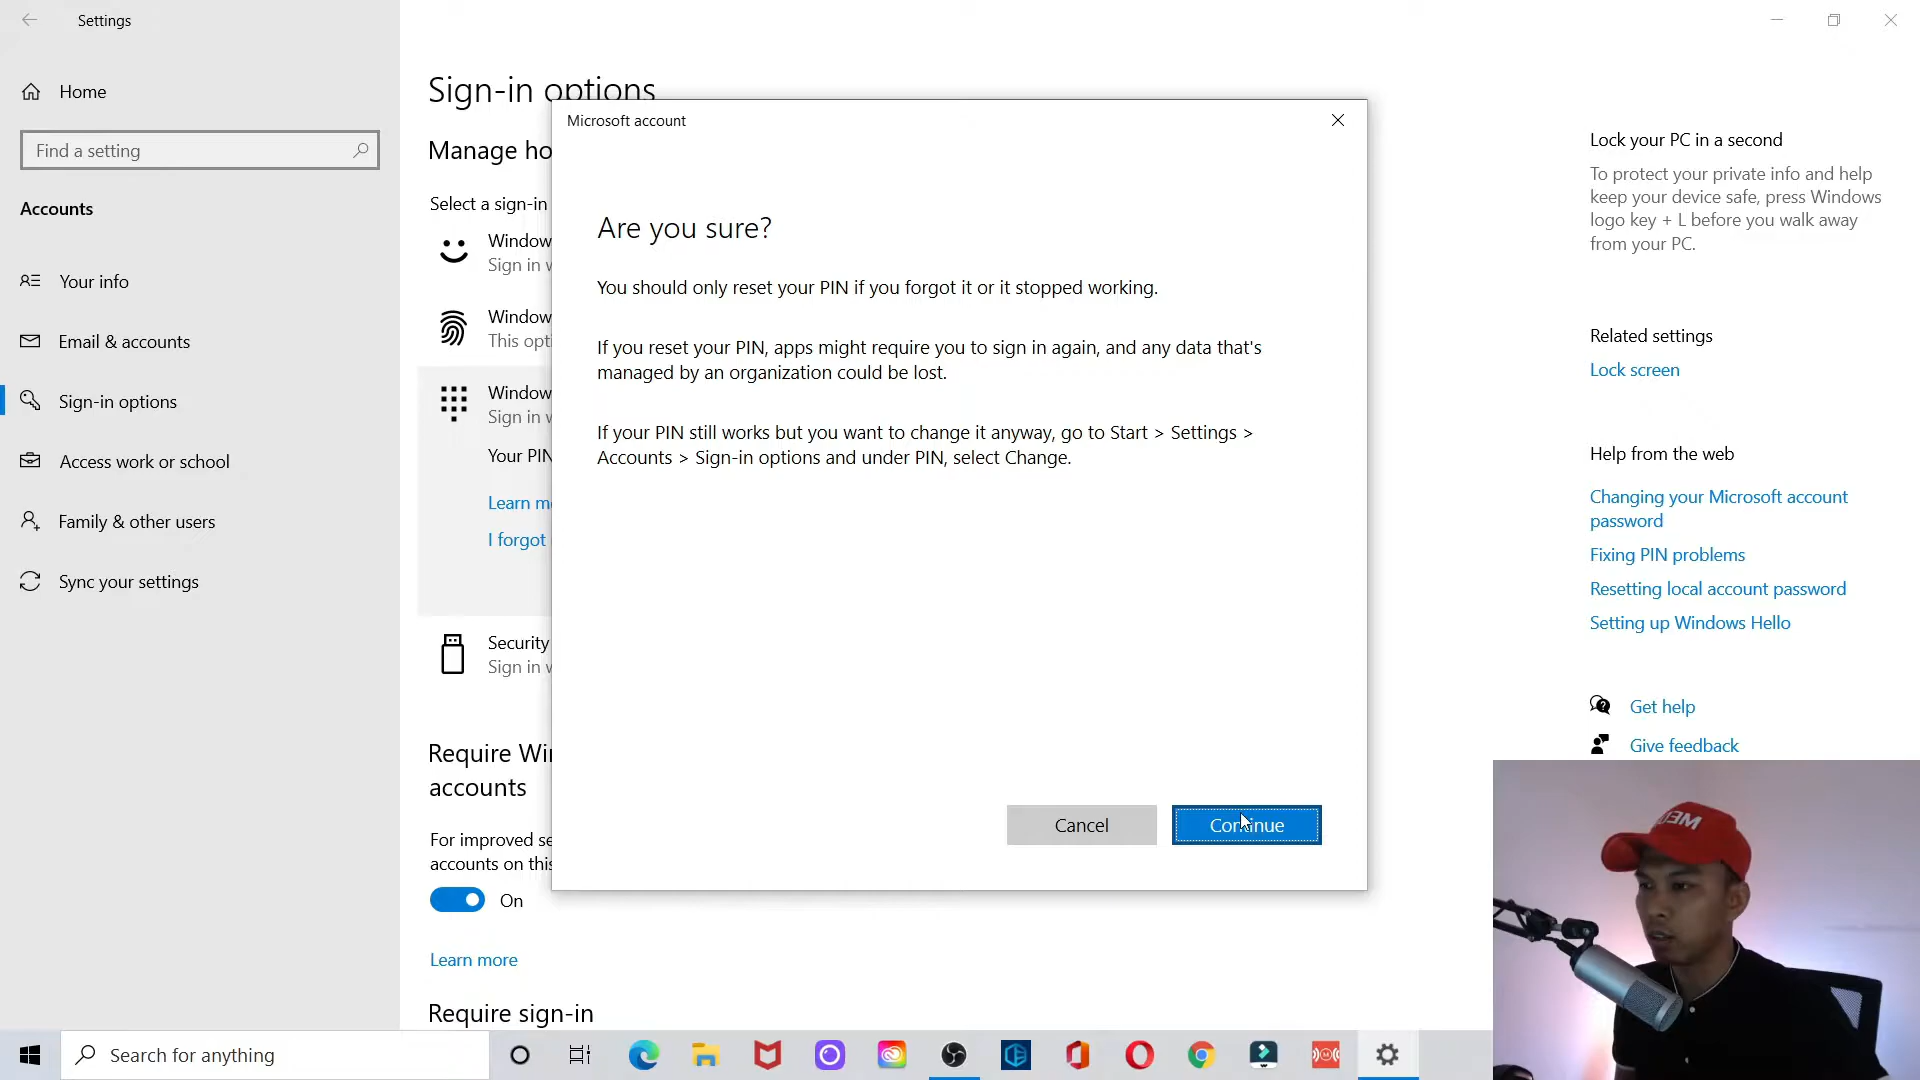 Settings
Home
Find a setting
Accounts
Your info
Email & accounts
Sign-in options
Access work or school
Family & other users
Sync your settings
Sign-in options
Manage ho
Select a sign-in
Window
Sign in w
Window
This opti
Window
Sign in w
Your PIN
Learn mo
I forgot
Security
Sign in w
Require Wi
accounts
For improved se
accounts on this
On
Learn more
Require sign-in
Microsoft account
Are you sure?
You should only reset your PIN if you forgot it or it stopped working.
If you reset your PIN, apps might require you to sign in again, and any data that's
managed by an organization could be lost.
If your PIN still works but you want to change it anyway, go to Start > Settings >
Accounts > Sign-in options and under PIN, select Change.
Cancel
Continue
Lock your PC in a second
To protect your private info and help
keep your device safe, press Windows
logo key + L before you walk away
from your PC.
Related settings
Lock screen
Help from the web
Changing your Microsoft account
password
Fixing PIN problems
Resetting local account password
Setting up Windows Hello
Get help
Give feedback
Search for anything